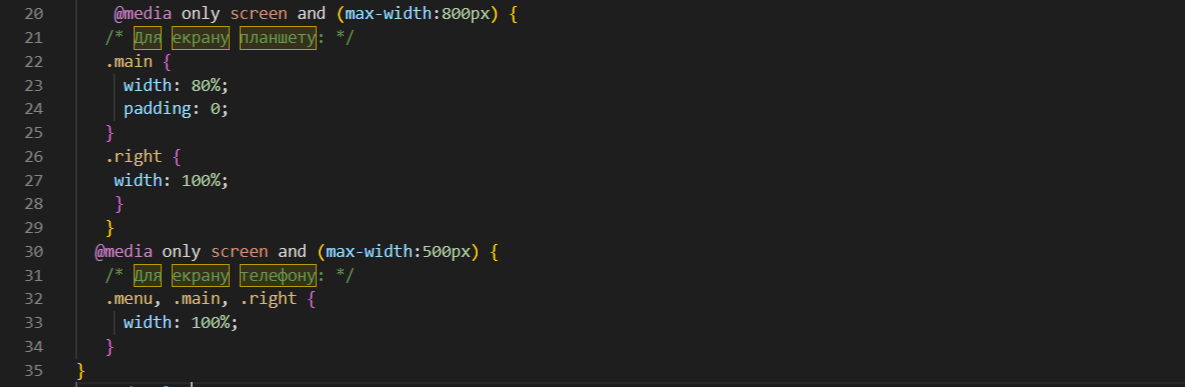 20 @media only screen and (max-width:800px) {
21 /* Для екрану планшету: */
22 .main {
23 width: 80%;
24 padding: 0;
25 }
26 .right {
27 width: 100%;
28 }
29 }
30 @media only screen and (max-width:500px) {
31 /* Для екрану телефону: */
32 .menu, .main, .right {
33 width: 100%;
34 }
35 }